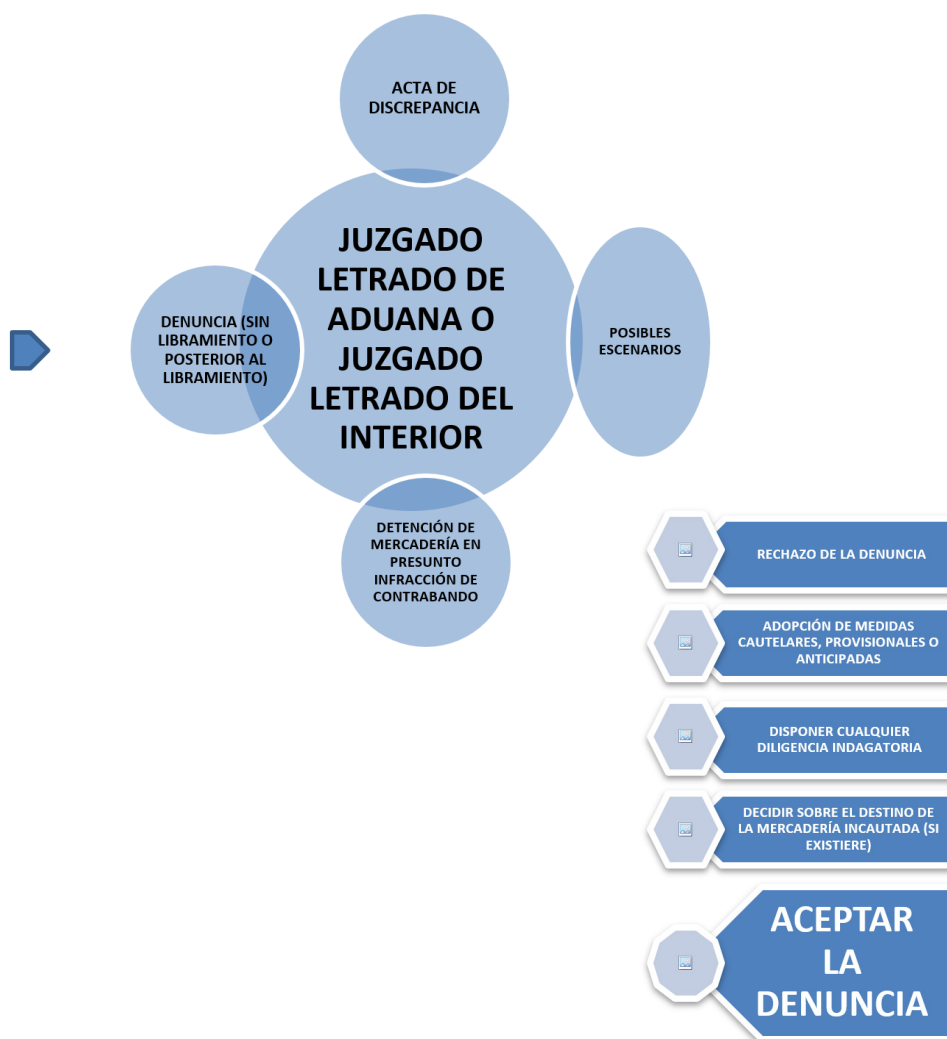 ACTA DE
DISCREPANCIA
JUZGADO
LETRADO DE
ADUANA O
JUZGADO
LETRADO DEL
INTERIOR
DENUNCIA (SIN
LIBRAMIENTO O
POSTERIOR AL
LIBRAMIENTO)
POSIBLES
ESCENARIOS
DETENCIÓN DE
MERCADERÍA EN
PRESUNTO
INFRACCIÓN DE
CONTRABANDO
RECHAZO DE LA DENUNCIA
ADOPCIÓN DE MEDIDAS
CAUTELARES, PROVISIONALES O
ANTICIPADAS
DISPONER CUALQUIER
DILIGENCIA INDAGATORIA
DECIDIR SOBRE EL DESTINO DE
LA MERCADERÍA INCAUTADA (SI
EXISTIERE)
ACEPTAR
LA
DENUNCIA